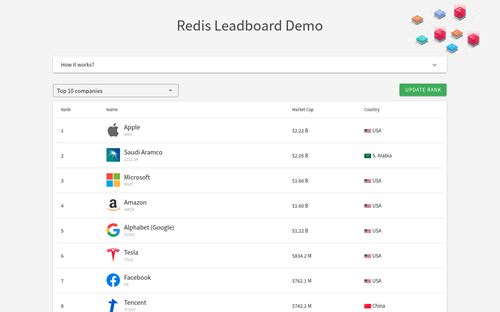 Redis Leadboard Demo
How it works?
Top 10 companies
UPDATE RANK
Rank Name Market Cap Country
1 Apple $2.22 B USA
AAPL
2 Saudi Aramco $2.05 B S. Arabia
2222.SR
3 Microsoft $1.66 B USA
MSFT
4 Amazon $1.60 B USA
AMZN
5 Alphabet (Google) $1.22 B USA
GOOG
6 Tesla $834.2 M USA
TSLA
7 Facebook $762.1 M USA
FB
8 Tencent $742.2 M China
TCEHY